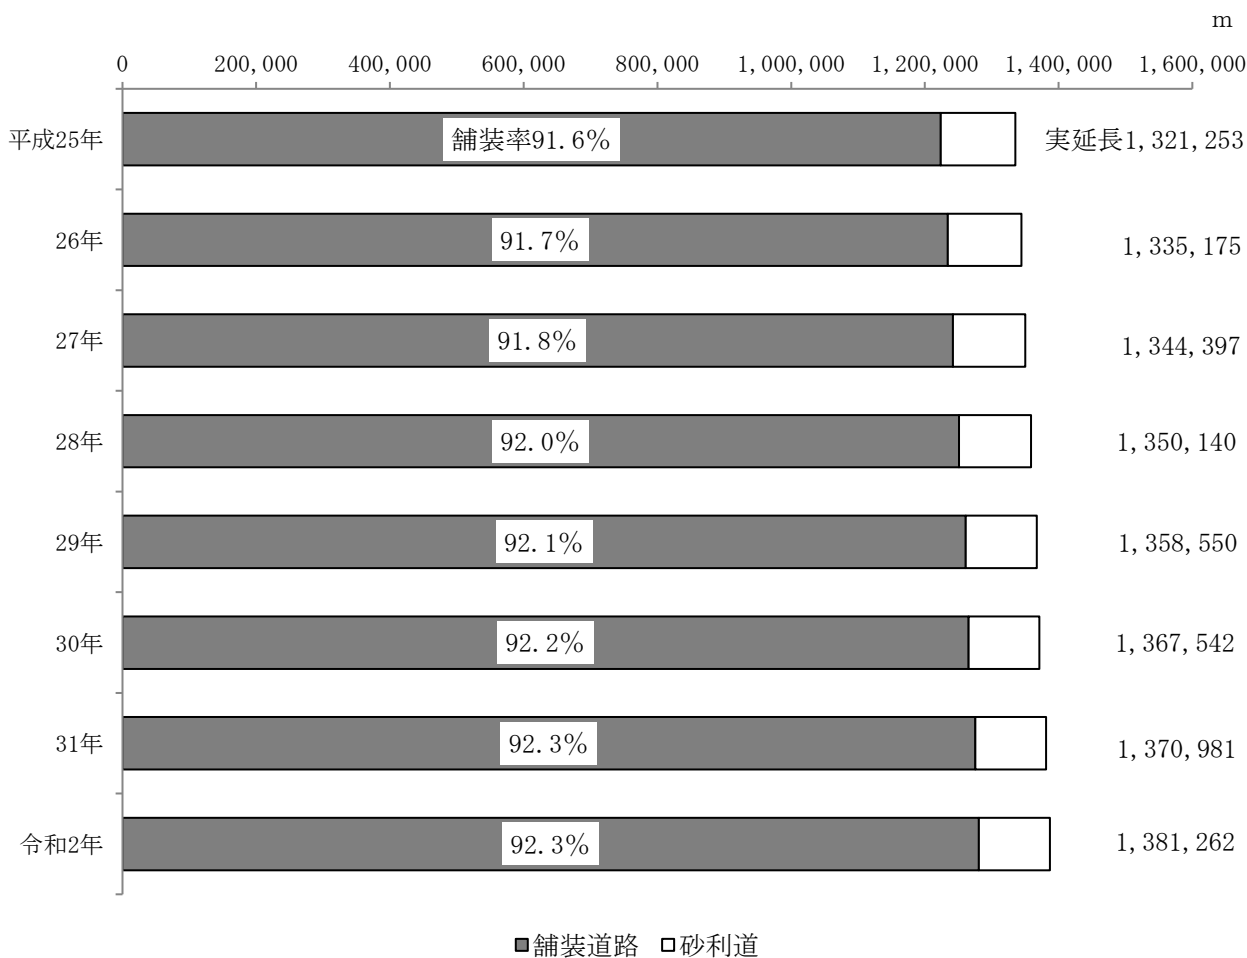 m
0 200,000 400,000 600,000 800,000 1,000,000 1,200,000 1,400,000 1,600,000
平成25年 舗装率91.6% 実延長1,321,253
26年 91.7% 1,335,175
27年 91.8% 1,344,397
28年 92.0% 1,350,140
29年 92.1% 1,358,550
30年 92.2% 1,367,542
31年 92.3% 1,370,981
令和2年 92.3% 1,381,262
舗装道路 砂利道